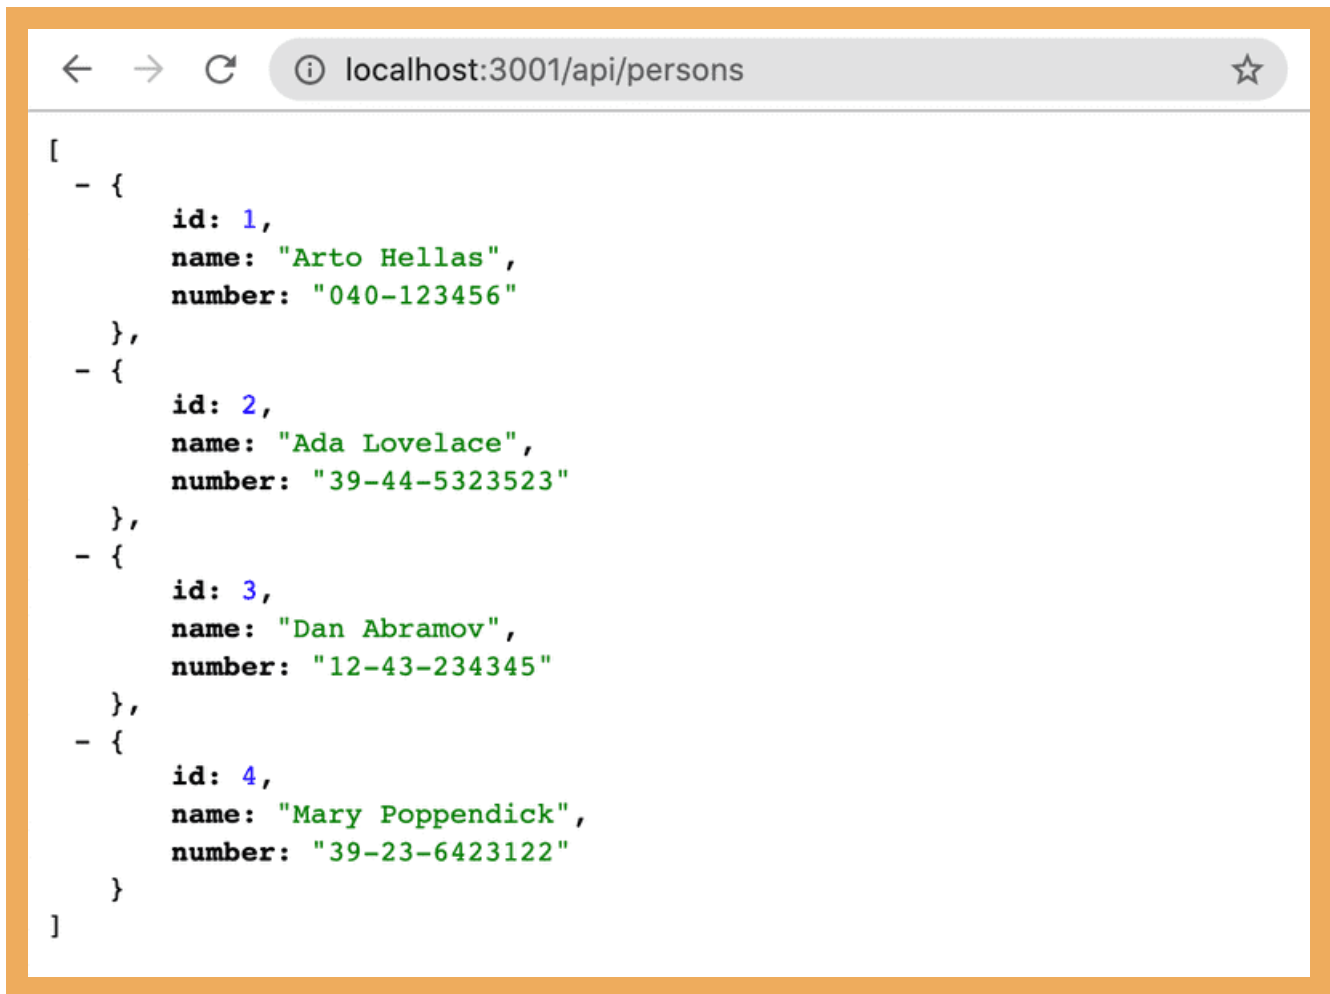 localhost:3001/api/persons
[
- {
id: 1,
name: "Arto Hellas",
number: "040-123456"
},
- {
id: 2,
name: "Ada Lovelace",
number: "39-44-5323523"
},
- {
id: 3,
name: "Dan Abramov",
number: "12-43-234345"
},
- {
id: 4,
name: "Mary Poppendick",
number: "39-23-6423122"
}
]